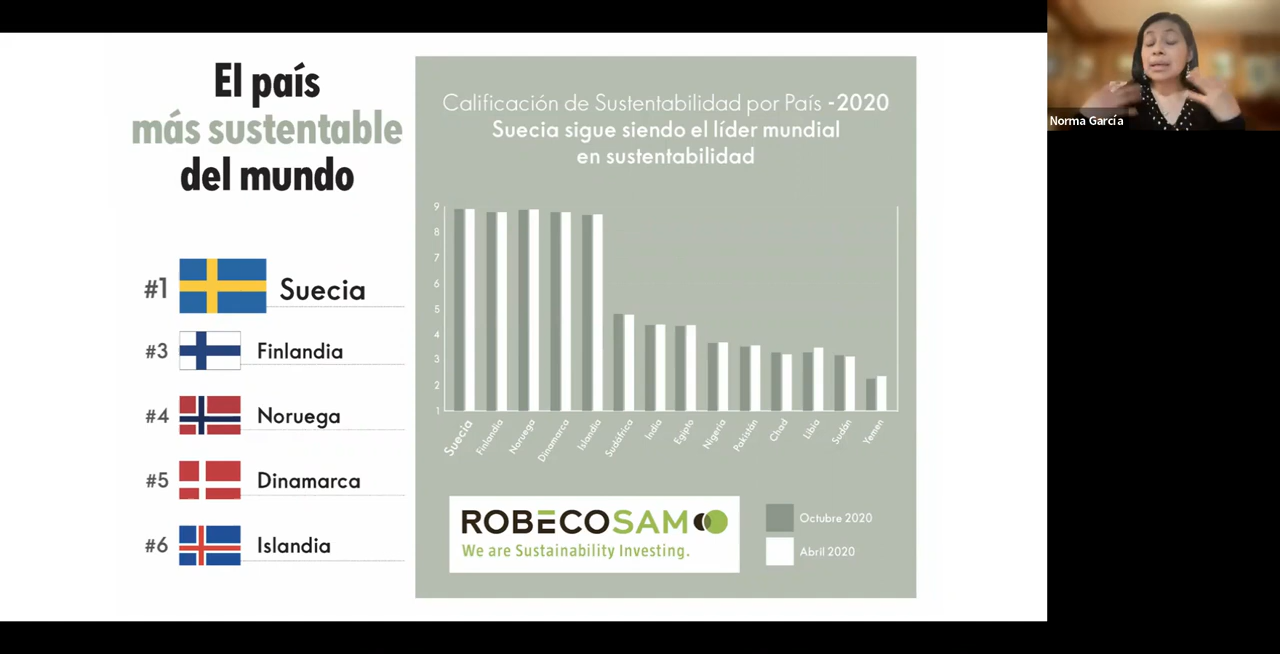 El país
más sustentable
del mundo
#1 Suecia
#3 Finlandia
#4 Noruega
#5 Dinamarca
#6 Islandia
Calificación de Sustentabilidad por País -2020
Suecia sigue siendo el líder mundial
en sustentabilidad
9
8
7
6
5
4
3
2
1
Suecia
Finlandia
Noruega
Dinamarca
Islandia
Sudáfrica
India
Egipto
Nigeria
Pakistán
Chad
Libia
Sudán
Yemen
ROBECOSAM
We are Sustainability Investing.
Octubre 2020
Abril 2020
Norma García